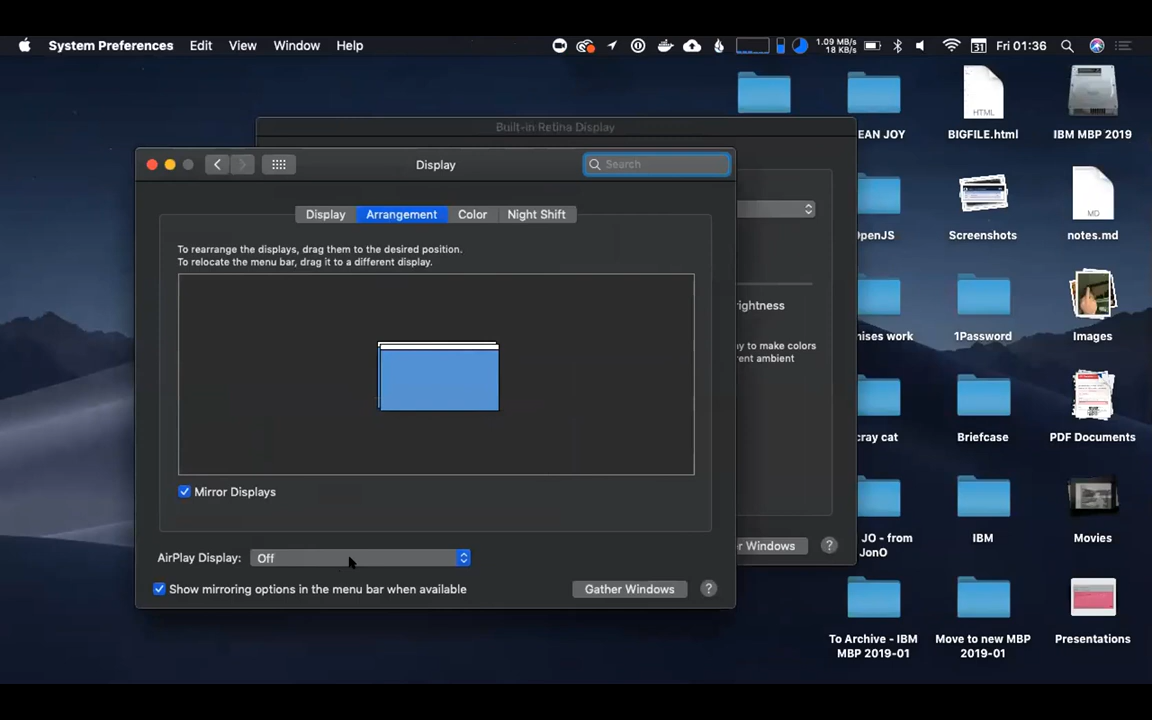 System Preferences Edit View Window Help
1.09 MB/s
18 KB/s
31
Fri 01:36
EAN JOY
HTML
BIGFILE.html
IBM MBP 2019
Built-in Retina Display
Display
Search
Display Arrangement Color Night Shift
To rearrange the displays, drag them to the desired position.
To relocate the menu bar, drag it to a different display.
OpenJS
Screenshots
MD
notes.md
rightness
mises work
1Password
Images
y to make colors
ent ambient
cray cat
Briefcase
PDF Documents
Mirror Displays
AirPlay Display: Off
Show mirroring options in the menu bar when available
Gather Windows
?
r Windows
?
JO - from
JonO
IBM
Movies
To Archive - IBM
MBP 2019-01
Move to new MBP
2019-01
Presentations